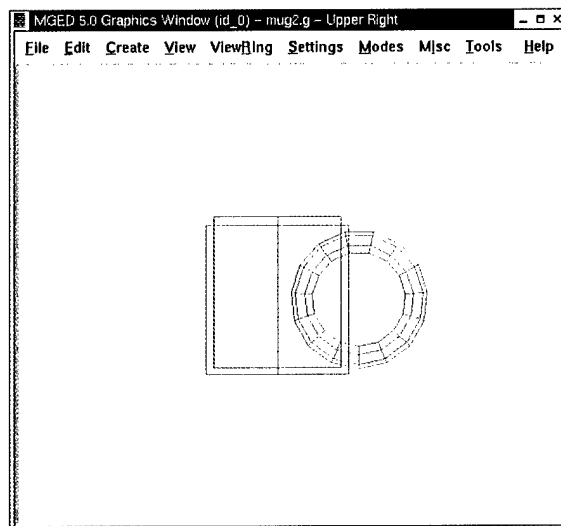 MGED 5.0 Graphics Window (id_0) – mug2.g – Upper Right
File Edit Create View ViewRing Settings Modes Misc Tools Help